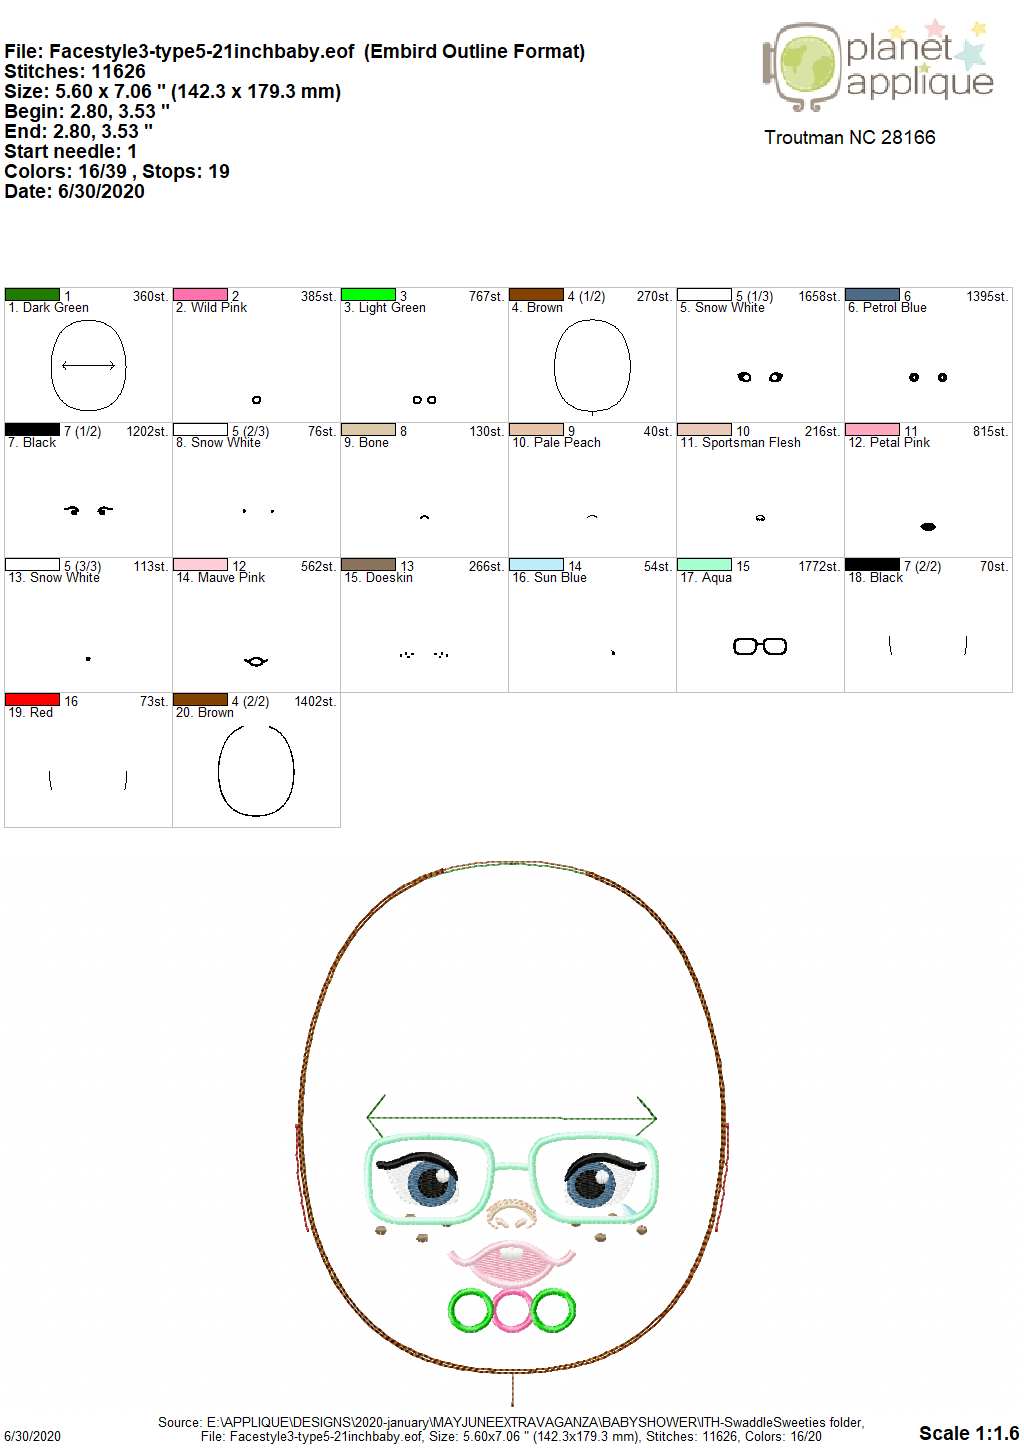 File: Facestyle3-type5-21inchbaby.eof (Embird Outline Format)
Stitches: 11626
Size: 5.60 x 7.06 " (142.3 x 179.3 mm)
Begin: 2.80, 3.53 "
End: 2.80, 3.53 "
Start needle: 1
Colors: 16/39 , Stops: 19
Date: 6/30/2020
planet
applique
Troutman NC 28166
1 360st. 2 385st. 3 767st. 4 (1/2) 270st. 5 (1/3) 1658st. 6 1395st.
1. Dark Green 2. Wild Pink 3. Light Green 4. Brown 5. Snow White 6. Petrol Blue
7 (1/2) 1202st. 5 (2/3) 76st. 8 130st. 9 40st. 10 216st. 11 815st.
7. Black 8. Snow White 9. Bone 10. Pale Peach 11. Sportsman Flesh 12. Petal Pink
5 (3/3) 113st. 12 562st. 13 266st. 14 54st. 15 1772st. 7 (2/2) 70st.
13. Snow White 14. Mauve Pink 15. Doeskin 16. Sun Blue 17. Aqua 18. Black
16 73st. 4 (2/2) 1402st.
19. Red 20. Brown
Source: E:\APPLIQUE\DESIGNS\2020-january\MAYJUNEEXTRAVAGANZA\BABYSHOWER\ITH-SwaddleSweeties folder,
6/30/2020 File: Facestyle3-type5-21inchbaby.eof, Size: 5.60x7.06 " (142.3x179.3 mm), Stitches: 11626, Colors: 16/20 Scale 1:1.6